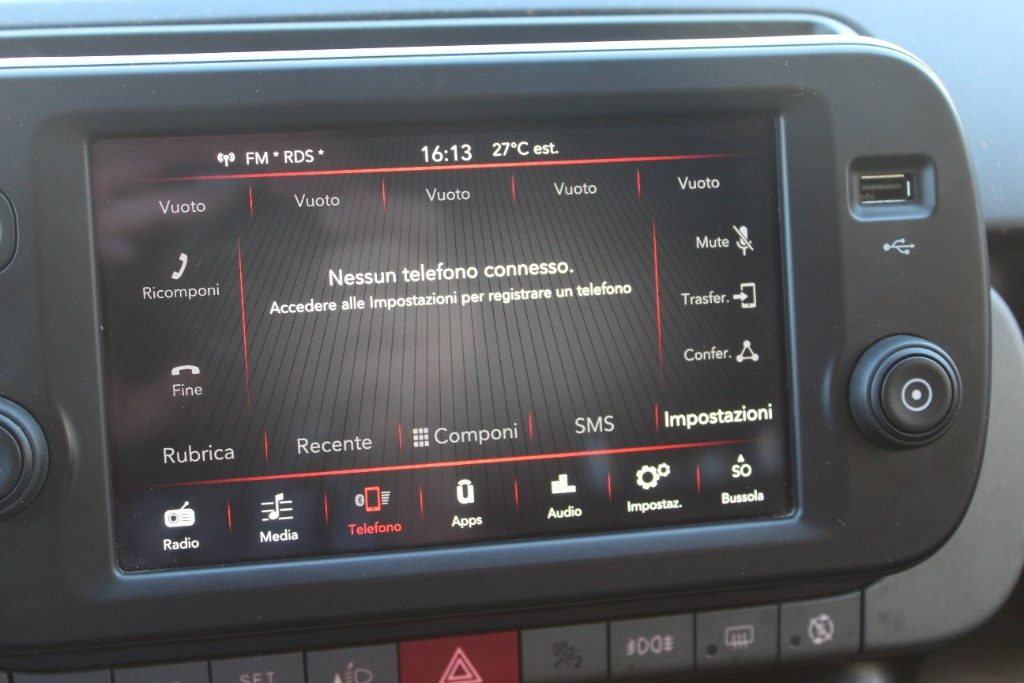 FM * RDS *
16:13
27°C est.
Vuoto
Vuoto
Vuoto
Vuoto
Vuoto
Ricomponi
Nessun telefono connesso.
Accedere alle Impostazioni per registrare un telefono
Mute
Trasfer.
Confer.
Fine
Rubrica
Recente
Componi
SMS
Impostazioni
Radio
Media
Telefono
Apps
Audio
Impostaz.
SO
Bussola
SET